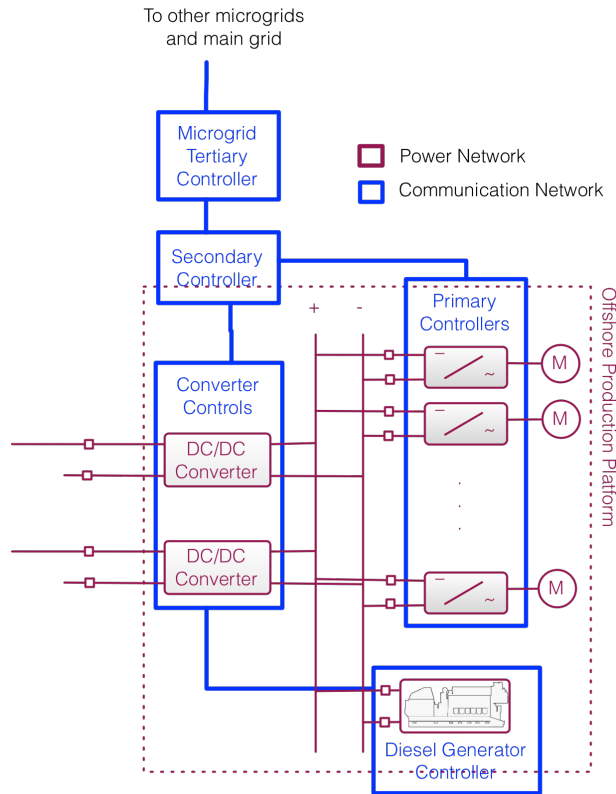 To other microgrids
and main grid
Microgrid
Tertiary
Controller
Power Network
Communication Network
Secondary
Controller
Primary
Controllers
+
-
Offshore Production Platform
Converter
Controls
DC/DC
Converter
DC/DC
Converter
–
~
M
–
~
M
.
.
.
–
~
M
Diesel Generator
Controller